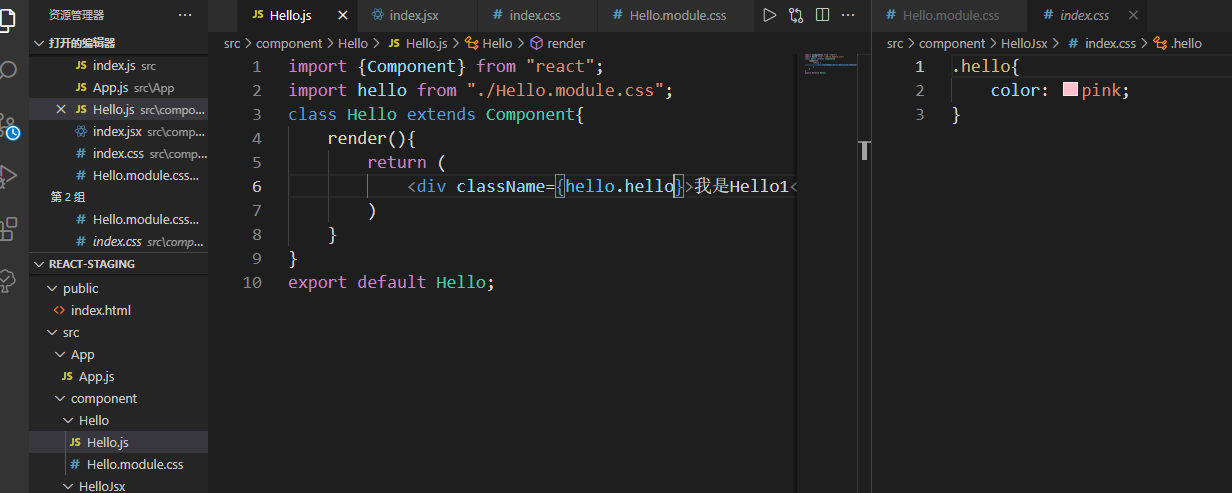 资源管理器 ···
打开的编辑器
JS index.js src
JS App.js src\App
JS Hello.js src\compo...
index.jsx src\comp...
# index.css src\comp...
# Hello.module.css...
第 2 组
# Hello.module.css...
# index.css src\comp...
REACT-STAGING
public
<> index.html
src
App
JS App.js
component
Hello
JS Hello.js
# Hello.module.css
HelloJsx
JS Hello.js
index.jsx
# index.css
# Hello.module.css
···
src > component > Hello > JS Hello.js > Hello > render
1 import {Component} from "react";
2 import hello from "./Hello.module.css";
3 class Hello extends Component{
4 render(){
5 return (
6 <div className={hello.hello}>我是Hello1<
7 )
8 }
9 }
10 export default Hello;
# Hello.module.css
# index.css
src > component > HelloJsx > # index.css > .hello
1 .hello{
2 color: pink;
3 }